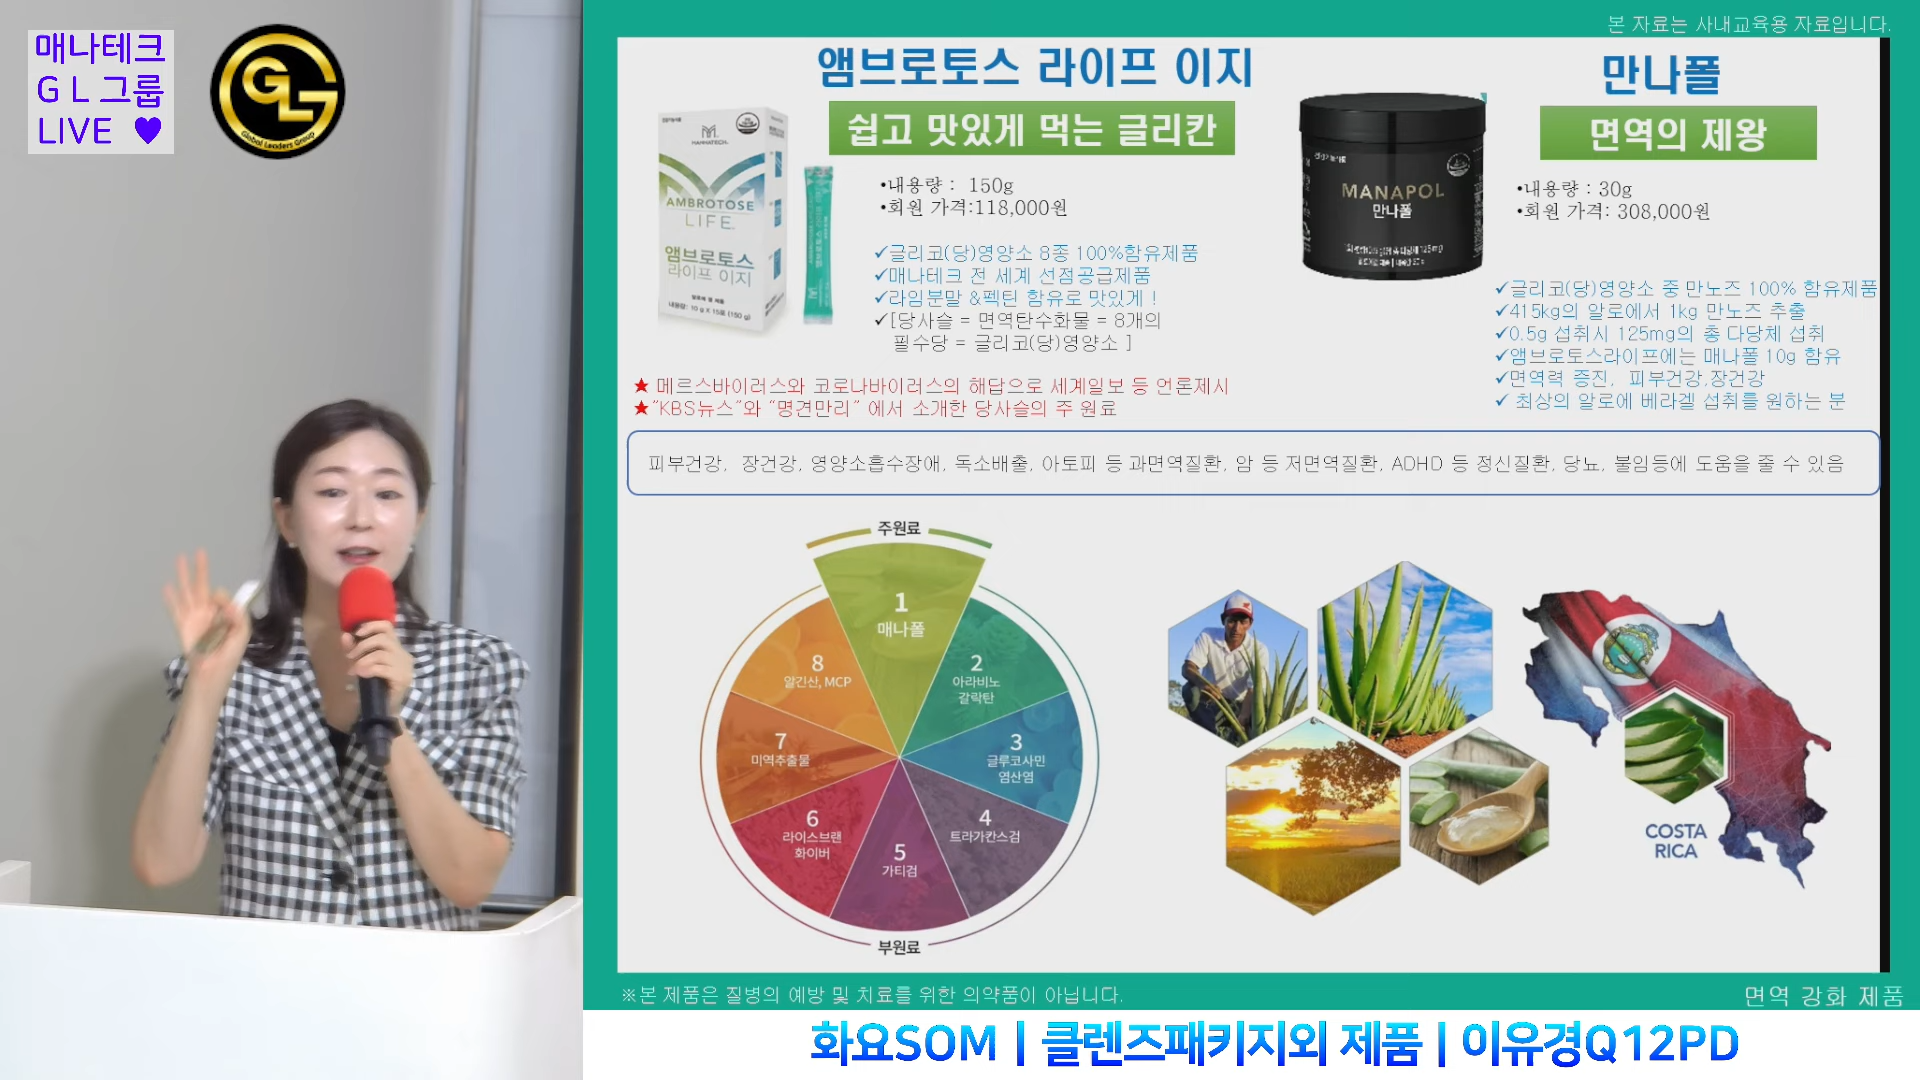 매나테크
G L 그룹
LIVE ♥
GL
Global Leaders Group
본 자료는 사내교육용 자료입니다.
앰브로토스 라이프 이지
쉽고 맛있게 먹는 글리칸
MANNATECH
AMBROTOSE
LIFE
앰브로토스
라이프 이지
내용량: 10 g X 15포 (150 g)
•내용량 : 150g
•회원 가격:118,000원
✓글리코(당)영양소 8종 100%함유제품
✓매나테크 전 세계 선점공급제품
✓라임분말 &펙틴 함유로 맛있게 !
✓[당사슬 = 면역탄수화물 = 8개의
필수당 = 글리코(당)영양소 ]
★ 메르스바이러스와 코로나바이러스의 해답으로 세계일보 등 언론제시
★"KBS뉴스"와 "명견만리" 에서 소개한 당사슬의 주 원료
만나폴
면역의 제왕
MANAPOL
만나폴
•내용량 : 30g
•회원 가격: 308,000원
✓글리코(당)영양소 중 만노즈 100% 함유제품
✓415kg의 알로에서 1kg 만노즈 추출
✓0.5g 섭취시 125mg의 총 다당체 섭취
✓앰브로토스라이프에는 매나폴 10g 함유
✓면역력 증진, 피부건강,장건강
✓ 최상의 알로에 베라겔 섭취를 원하는 분
피부건강, 장건강, 영양소흡수장애, 독소배출, 아토피 등 과면역질환, 암 등 저면역질환, ADHD 등 정신질환, 당뇨, 불임등에 도움을 줄 수 있음
주원료
1
매나폴
2
아라비노
갈락탄
3
글루코사민
염산염
4
트라가칸스검
5
가티검
6
라이스브랜
화이버
7
미역추출물
8
알긴산, MCP
부원료
COSTA
RICA
※본 제품은 질병의 예방 및 치료를 위한 의약품이 아닙니다.
면역 강화 제품
화요SOM | 클렌즈패키지외 제품 | 이유경Q12PD